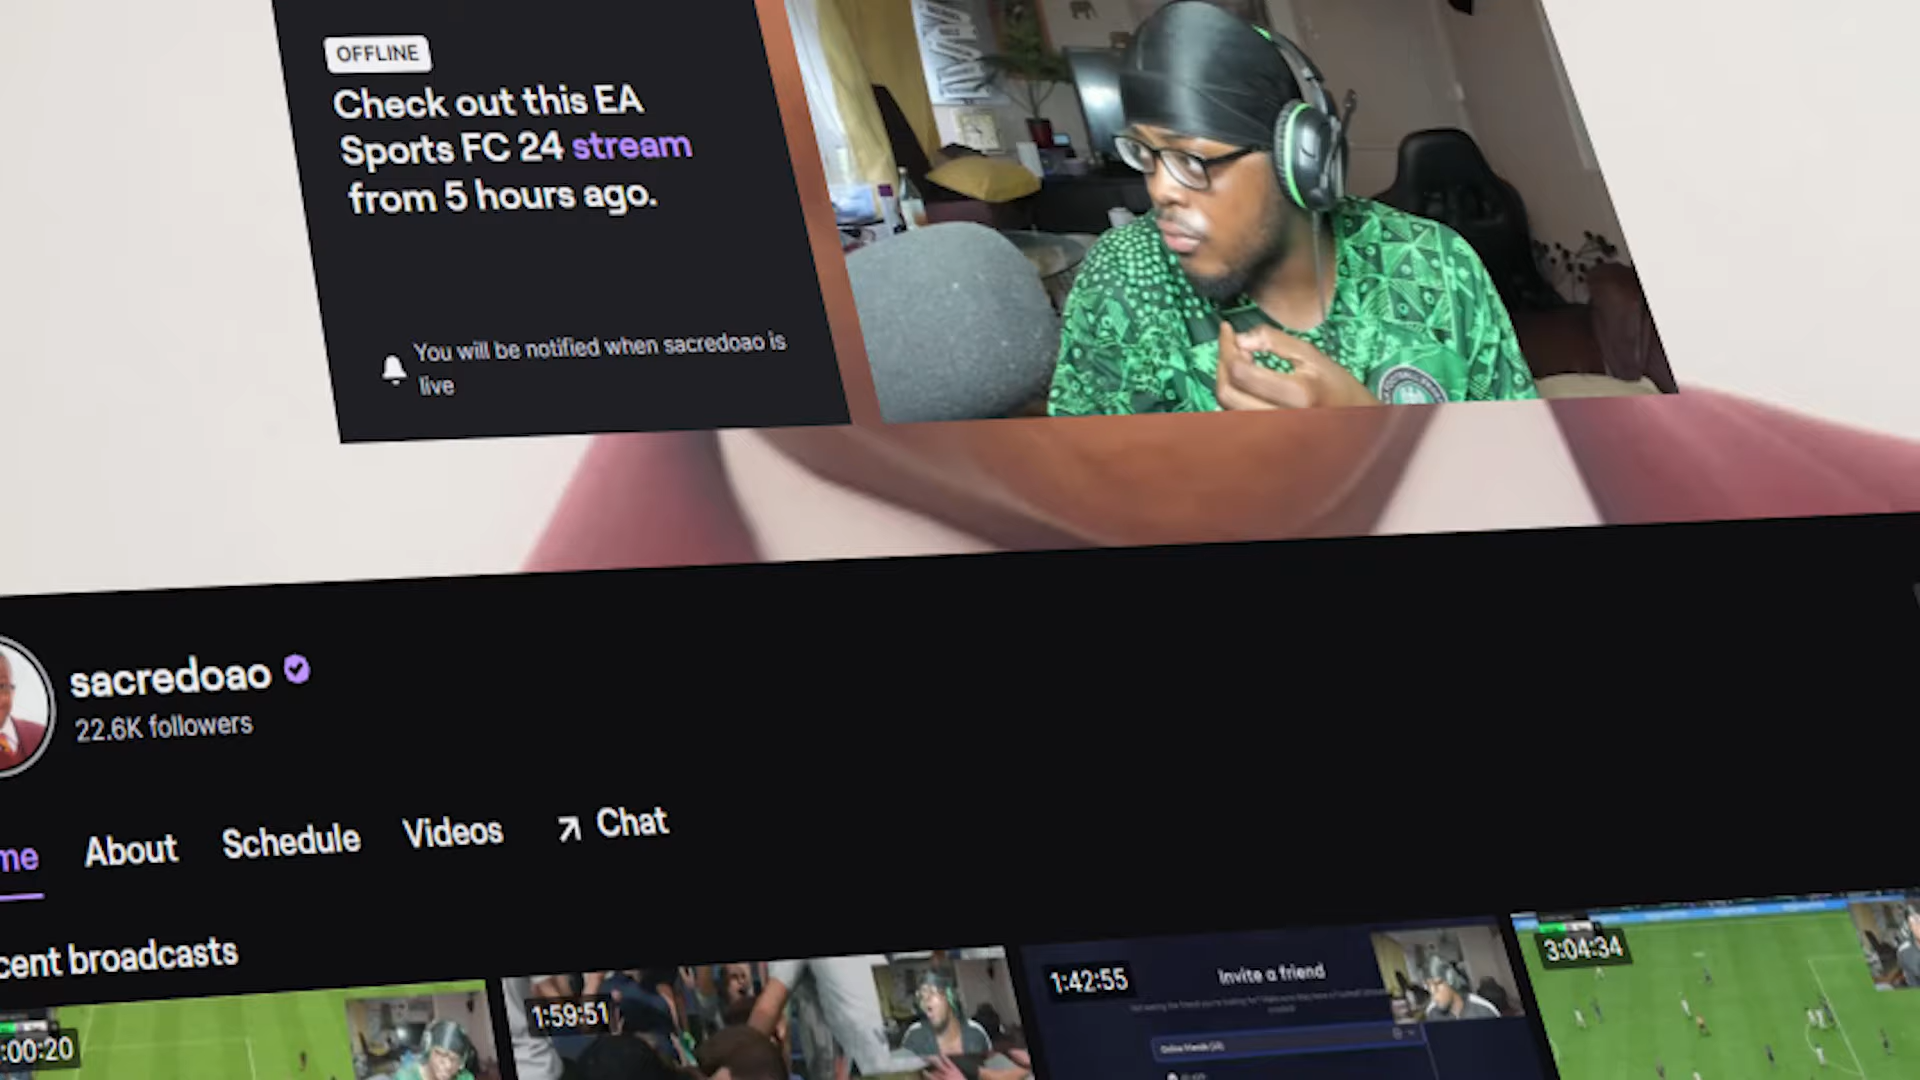 OFFLINE
Check out this EA
Sports FC 24 stream
from 5 hours ago.
You will be notified when sacredoao is
live
sacredoao
22.6K followers
me
About
Schedule
Videos
Chat
cent broadcasts
:00:20
1:59:51
1:42:55
Invite a friend
3:04:34